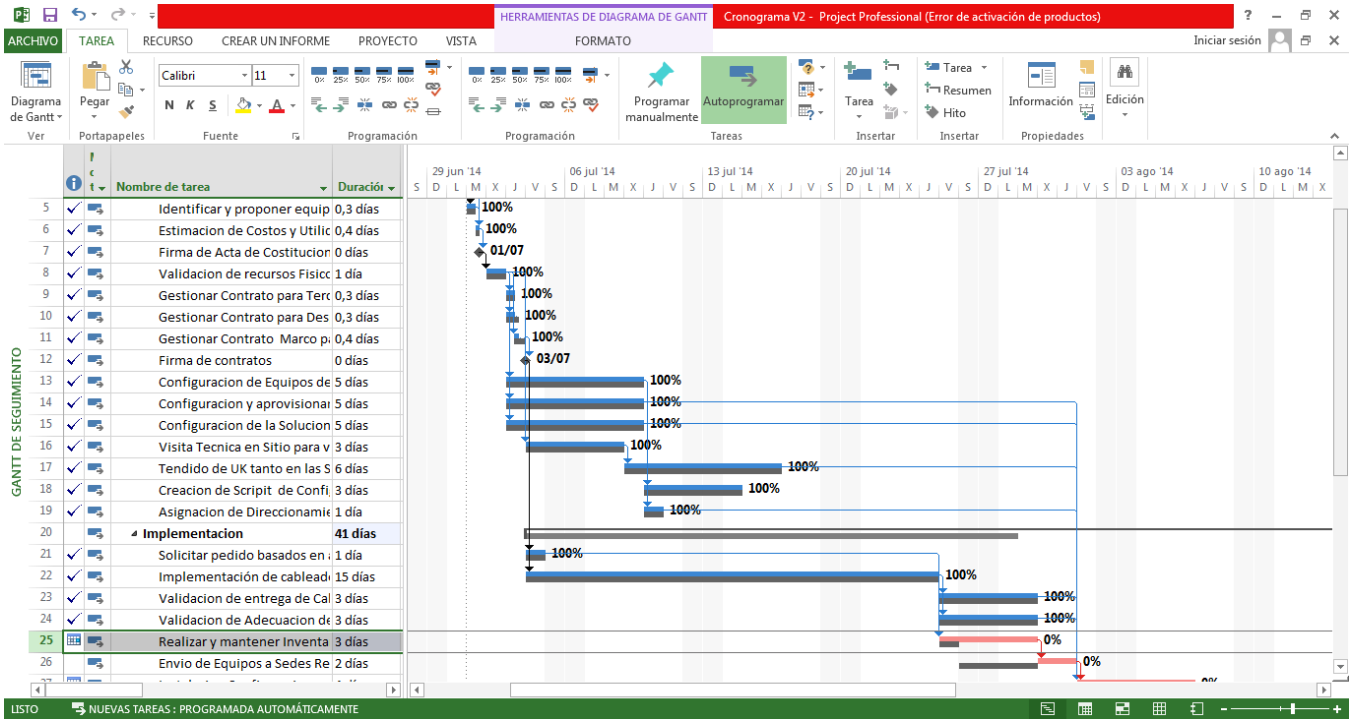 HERRAMIENTAS DE DIAGRAMA DE GANTT
Cronograma V2 - Project Professional (Error de activación de productos)
ARCHIVO TAREA RECURSO CREAR UN INFORME PROYECTO VISTA FORMATO Iniciar sesión
Calibri 11
0% 25% 50% 75% 100%
0% 25% 50% 75% 100%
N K S A
Diagrama de Gantt
Pegar
Programar manualmente
Autoprogramar
Tarea
Tarea
Resumen
Hito
Información
Edición
Ver Portapapeles Fuente Programación Programación Tareas Insertar Insertar Propiedades
Nombre de tarea Duración
29 jun '14 06 jul '14 13 jul '14 20 jul '14 27 jul '14 03 ago '14 10 ago '14
S D L M X J V S D L M X J V S D L M X J V S D L M X J V S D L M X J V S D L M X J V S D L M X
GANTT DE SEGUIMIENTO
5 Identificar y proponer equip 0,3 días 100%
6 Estimacion de Costos y Utilic 0,4 días 100%
7 Firma de Acta de Costitucion 0 días 01/07
8 Validacion de recursos Fisicc 1 día 100%
9 Gestionar Contrato para Terc 0,3 días 100%
10 Gestionar Contrato para Des 0,3 días 100%
11 Gestionar Contrato Marco pa 0,4 días 100%
12 Firma de contratos 0 días 03/07
13 Configuracion de Equipos de 5 días 100%
14 Configuracion y aprovisionar 5 días 100%
15 Configuracion de la Solucion 5 días 100%
16 Visita Tecnica en Sitio para v 3 días 100%
17 Tendido de UK tanto en las S 6 días 100%
18 Creacion de Scripit de Confi 3 días 100%
19 Asignacion de Direccionamie 1 día 100%
20 Implementacion 41 días
21 Solicitar pedido basados en 1 día 100%
22 Implementación de cablead 15 días 100%
23 Validacion de entrega de Cal 3 días 100%
24 Validacion de Adecuacion de 3 días 100%
25 Realizar y mantener Inventa 3 días 0%
26 Envio de Equipos a Sedes Re 2 días 0%
LISTO NUEVAS TAREAS : PROGRAMADA AUTOMÁTICAMENTE